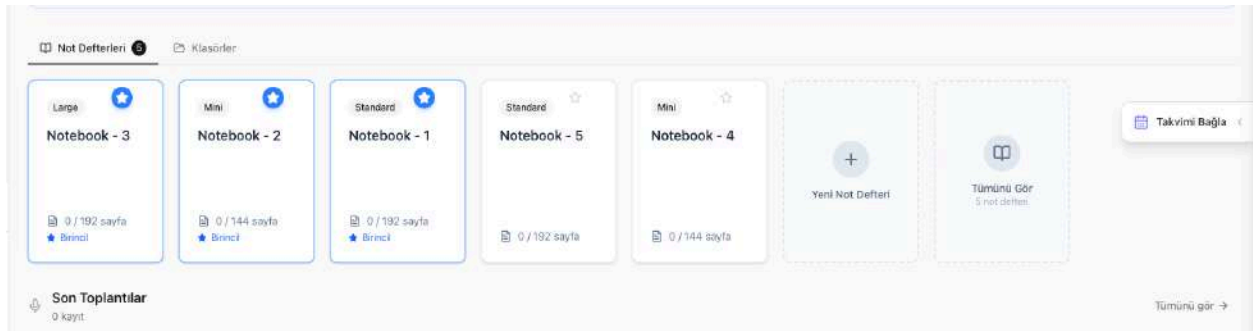 Not Defterleri 5
Klasörler
Large
Notebook - 3
0 / 192 sayfa
Birincil
Mini
Notebook - 2
0 / 144 sayfa
Birincil
Standard
Notebook - 1
0 / 192 sayfa
Birincil
Standard
Notebook - 5
0 / 192 sayfa
Mini
Notebook - 4
0 / 144 sayfa
Yeni Not Defteri
Tümünü Gör
5 not defteri
Takvimi Bağla
Son Toplantılar
0 kayıt
Tümünü gör →